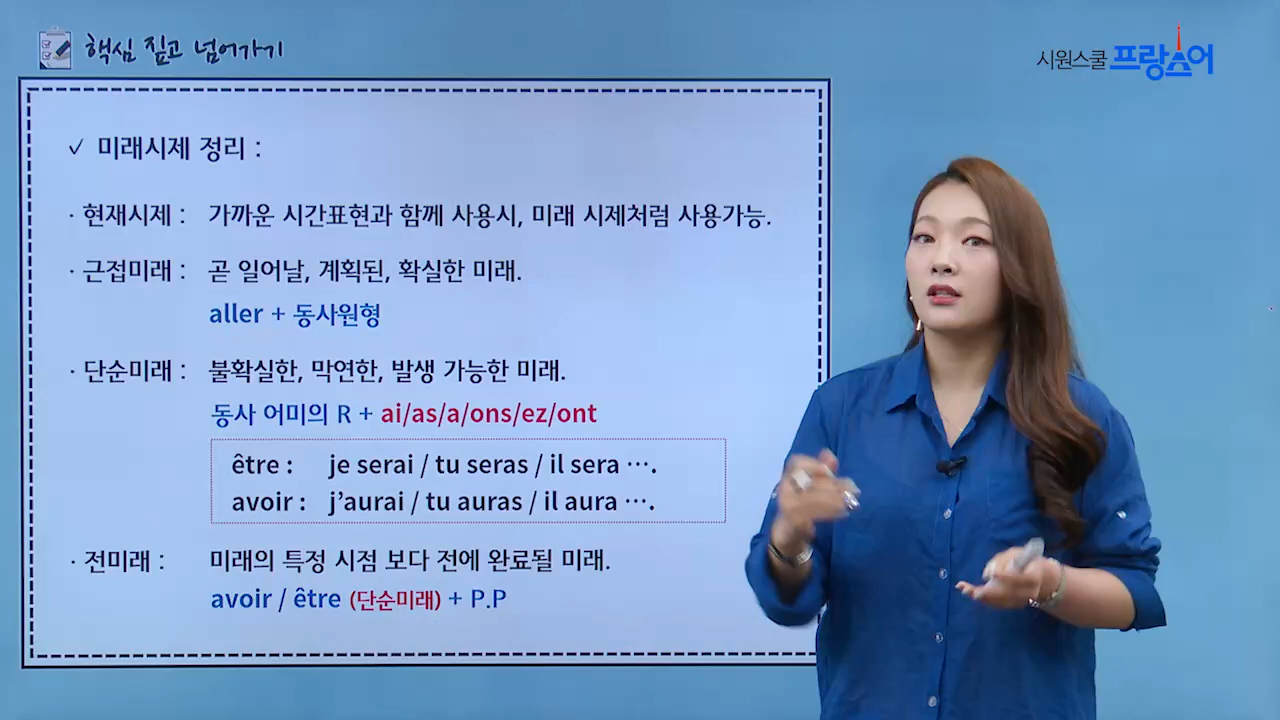 핵심 짚고 넘어가기
시원스쿨 프랑스어
✓ 미래시제 정리 :
· 현재시제 : 가까운 시간표현과 함께 사용시, 미래 시제처럼 사용가능.
· 근접미래 : 곧 일어날, 계획된, 확실한 미래.
aller + 동사원형
· 단순미래 : 불확실한, 막연한, 발생 가능한 미래.
동사 어미의 R + ai/as/a/ons/ez/ont
être : je serai / tu seras / il sera ….
avoir : j’aurai / tu auras / il aura ….
· 전미래 : 미래의 특정 시점 보다 전에 완료될 미래.
avoir / être (단순미래) + P.P